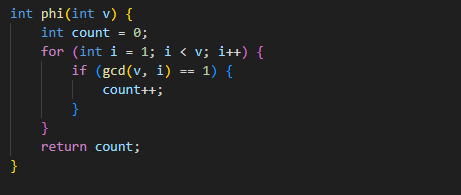 int phi(int v) {
    int count = 0;
    for (int i = 1; i < v; i++) {
        if (gcd(v, i) == 1) {
            count++;
        }
    }
    return count;
}